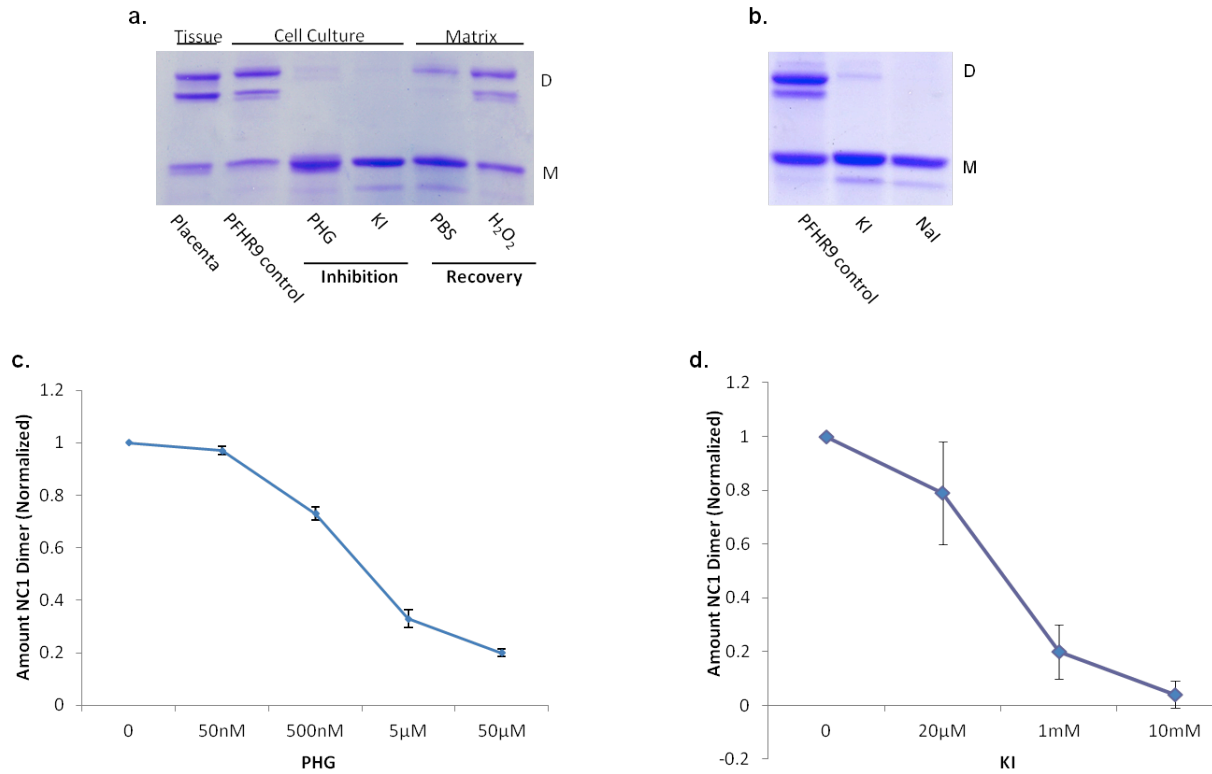 a.
Tissue Cell Culture Matrix
D
M
Placenta
PFHR9 control
PHG
KI
PBS
H₂O₂
Inhibition Recovery
b.
D
M
PFHR9 control
KI
NaI
c.
Amount NC1 Dimer (Normalized)
1.2
1
0.8
0.6
0.4
0.2
0
0 50nM 500nM 5µM 50µM
PHG
d.
Amount NC1 Dimer (Normalized)
1.2
1
0.8
0.6
0.4
0.2
0
-0.2
0 20µM 1mM 10mM
KI